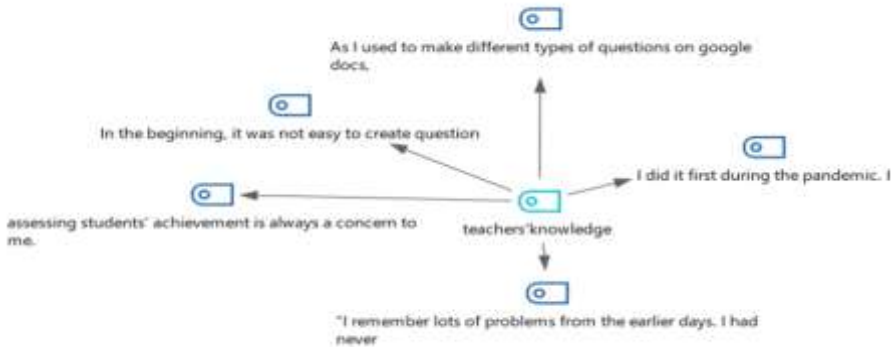 As I used to make different types of questions on google
docs,
In the beginning, it was not easy to create question
I did it first during the pandemic. I
assessing students' achievement is always a concern to
me.
teachers'knowledge
"I remember lots of problems from the earlier days. I had
never